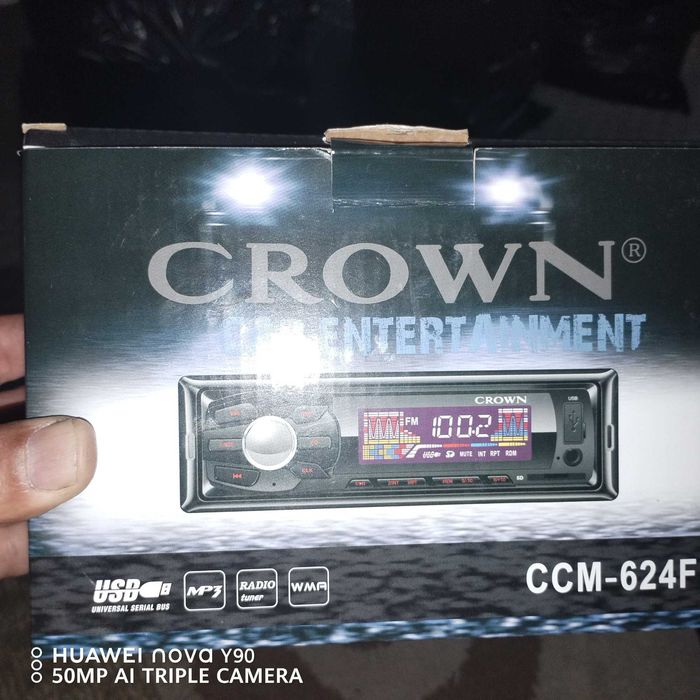 CROWN®
ENTERTAINMENT
CROWN
USB
FM 100.2
MUTE INT RPT RDM
CLK
SD
USB
UNIVERSAL SERIAL BUS
MP3
RADIO
tuner
WMA
CCM-624F
HUAWEI nova Y90
50MP AI TRIPLE CAMERA